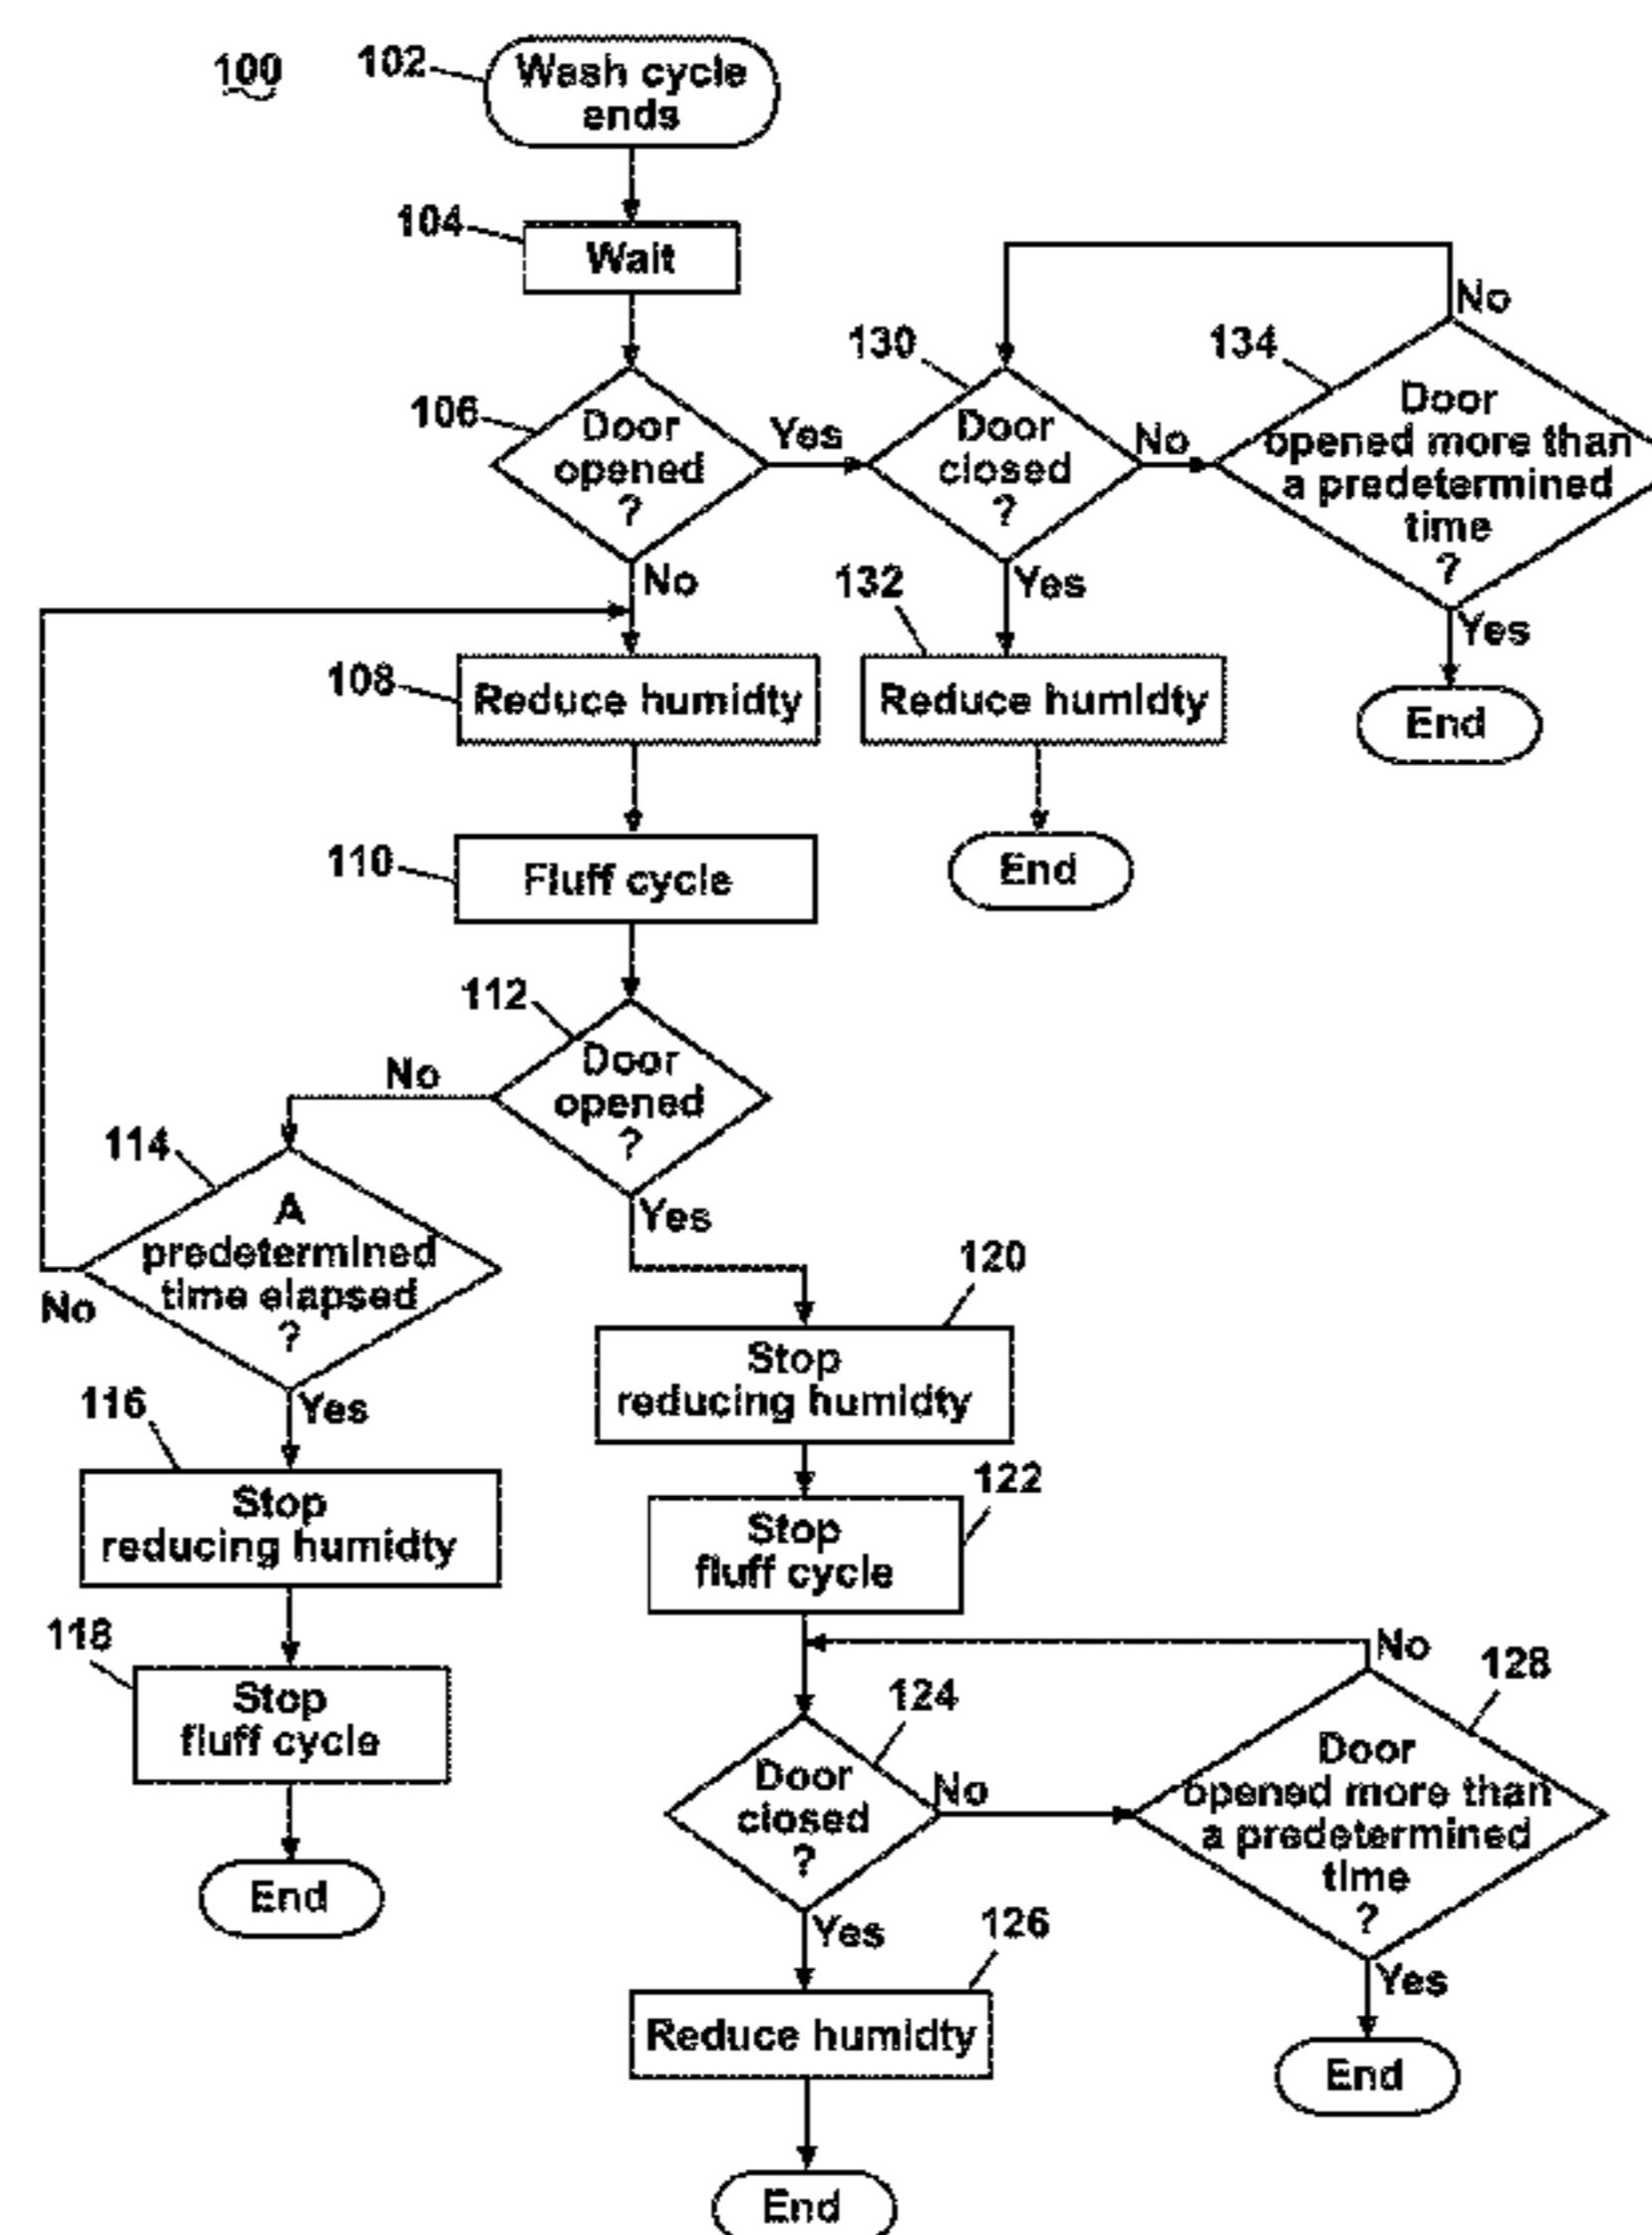 100
102
Wash cycle
ends
104
Wait
106
Door
opened
?
Yes
No
130
Door
closed
?
No
Yes
134
Door
opened more than
a predetermined
time
?
No
Yes
End
132
Reduce humidty
End
108
Reduce humidty
110
Fluff cycle
112
Door
opened
?
No
Yes
114
A
predetermined
time elapsed
?
No
Yes
116
Stop
reducing humidty
118
Stop
fluff cycle
End
120
Stop
reducing humidty
122
Stop
fluff cycle
124
Door
closed
?
No
Yes
128
Door
opened more than
a predetermined
time
?
No
Yes
End
126
Reduce humidty
End